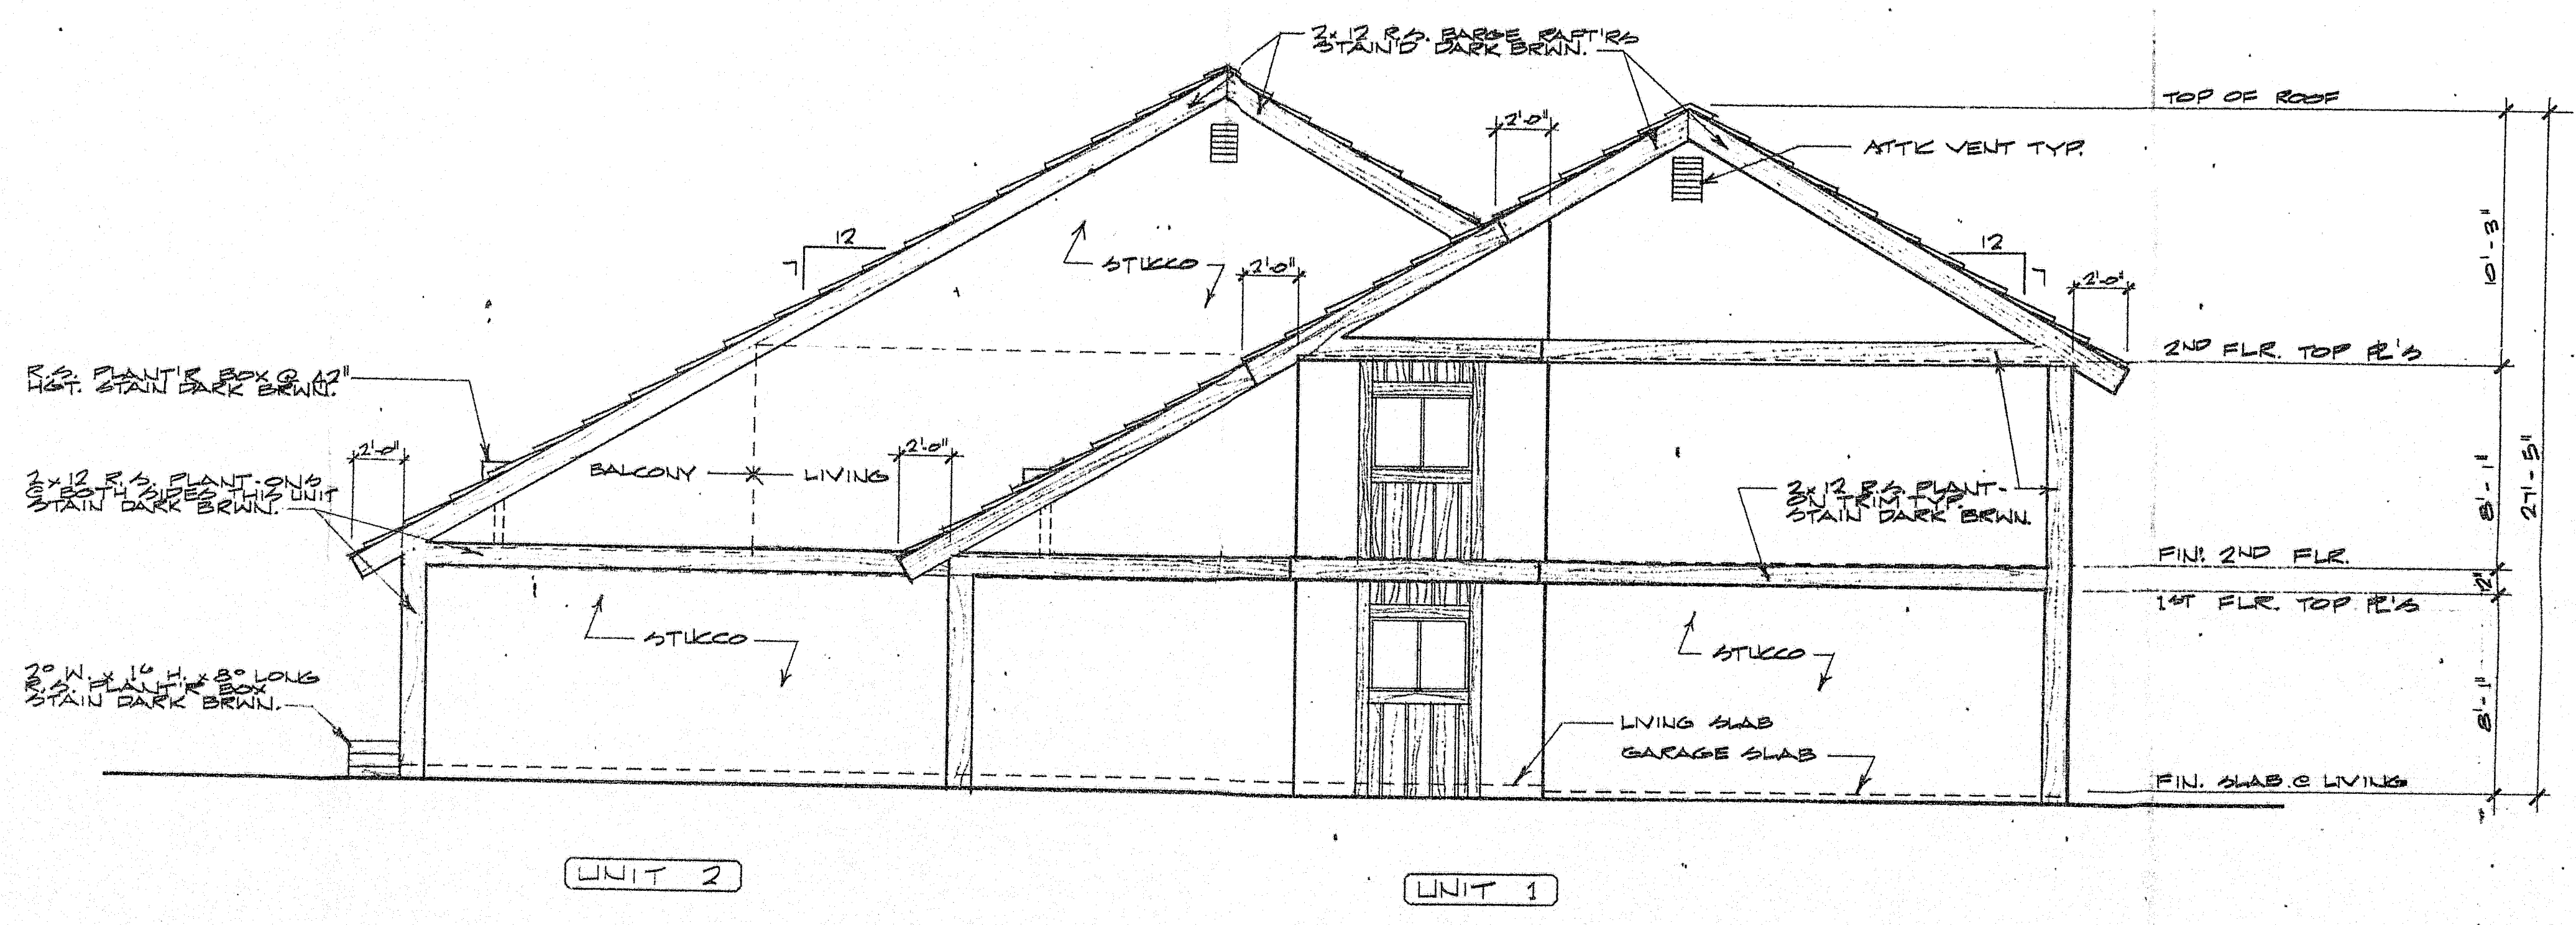 2x12 R.S. BARGE RAFT'RS
STAIN'D DARK BRWN.
TOP OF ROOF
2'-0"
ATTIC VENT TYP.
12
7
STUCCO
2'-0"
12
7
2'-0"
10'-3"
2ND FLR. TOP PL'S
R.S. PLANT'R BOX @ 42"
HGT. STAIN DARK BRWN.
2'-0"
2'-0"
BALCONY
LIVING
2x12 R.S. PLANT-ONS
@ BOTH SIDES THIS UNIT
STAIN DARK BRWN.
2x12 R.S. PLANT-
ON TRIM TYP.
STAIN DARK BRWN.
8'-1"
27'-5"
FIN. 2ND FLR.
12"
1ST FLR. TOP PL'S
STUCCO
STUCCO
2° W. x 16 H. x 8° LONG
R.S. PLANT'R BOX
STAIN DARK BRWN.
LIVING SLAB
GARAGE SLAB
8'-1"
FIN. SLAB @ LIVING
UNIT 2
UNIT 1